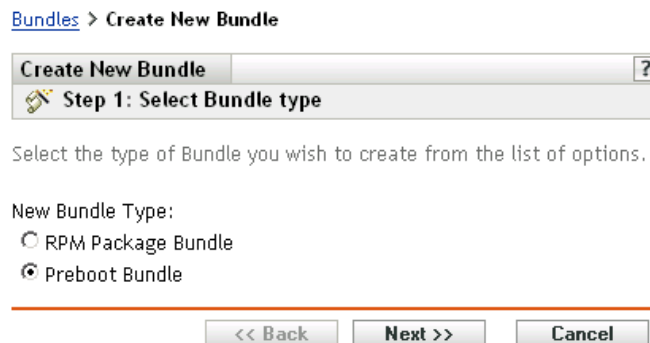 Bundles > Create New Bundle
Create New Bundle ?
Step 1: Select Bundle type
Select the type of Bundle you wish to create from the list of options.
New Bundle Type:
RPM Package Bundle
Preboot Bundle
<< Back Next >> Cancel